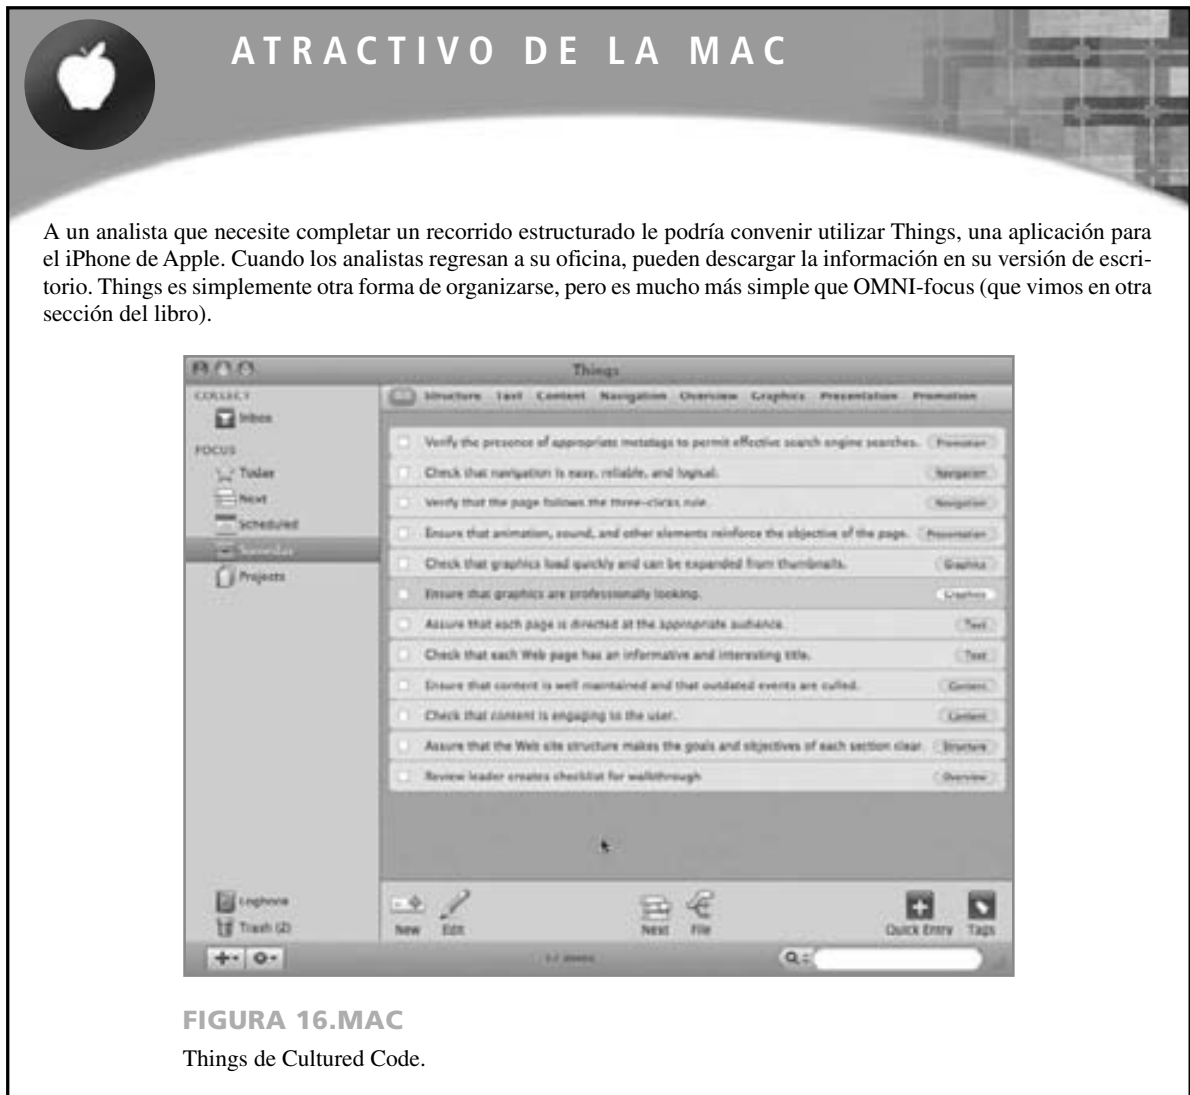 ATRACTIVO DE LA MAC
A un analista que necesite completar un recorrido estructurado le podría convenir utilizar Things, una aplicación para
el iPhone de Apple. Cuando los analistas regresan a su oficina, pueden descargar la información en su versión de escri-
torio. Things es simplemente otra forma de organizarse, pero es mucho más simple que OMNI-focus (que vimos en otra
sección del libro).
Things
COLLECT
Inbox
FOCUS
Today
Next
Scheduled
Someday
Projects
Logbook
Trash (2)
Structure Text Content Navigation Overview Graphics Presentation Promotion
Verify the presence of appropriate metatags to permit effective search engine searches. Promotion
Check that navigation is easy, reliable, and logical. Navigation
Verify that the page follows the three-clicks rule. Navigation
Ensure that animation, sound, and other elements reinforce the objective of the page. Presentation
Check that graphics load quickly and can be expanded from thumbnails. Graphics
Ensure that graphics are professionally looking. Graphics
Assure that each page is directed at the appropriate audience. Text
Check that each Web page has an informative and interesting title. Text
Ensure that content is well maintained and that outdated events are culled. Content
Check that content is engaging to the user. Content
Assure that the Web site structure makes the goals and objectives of each section clear. Structure
Review leader creates checklist for walkthrough Overview
New Edit Next File Quick Entry Tags
FIGURA 16.MAC
Things de Cultured Code.